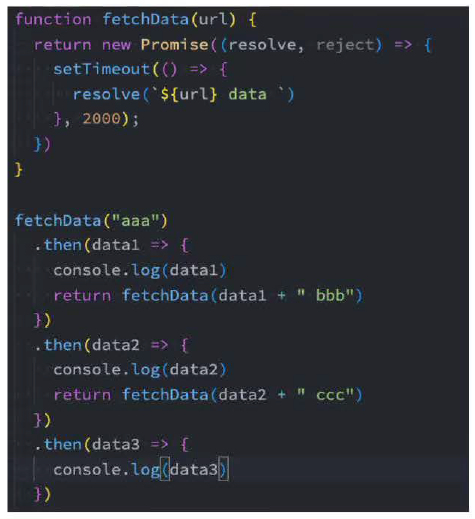 function fetchData(url) {
  return new Promise((resolve, reject) => {
    setTimeout(() => {
      resolve(`${url} data `)
    }, 2000);
  })
}

fetchData("aaa")
  .then(data1 => {
    console.log(data1)
    return fetchData(data1 + " bbb")
  })
  .then(data2 => {
    console.log(data2)
    return fetchData(data2 + " ccc")
  })
  .then(data3 => {
    console.log(data3)
  })